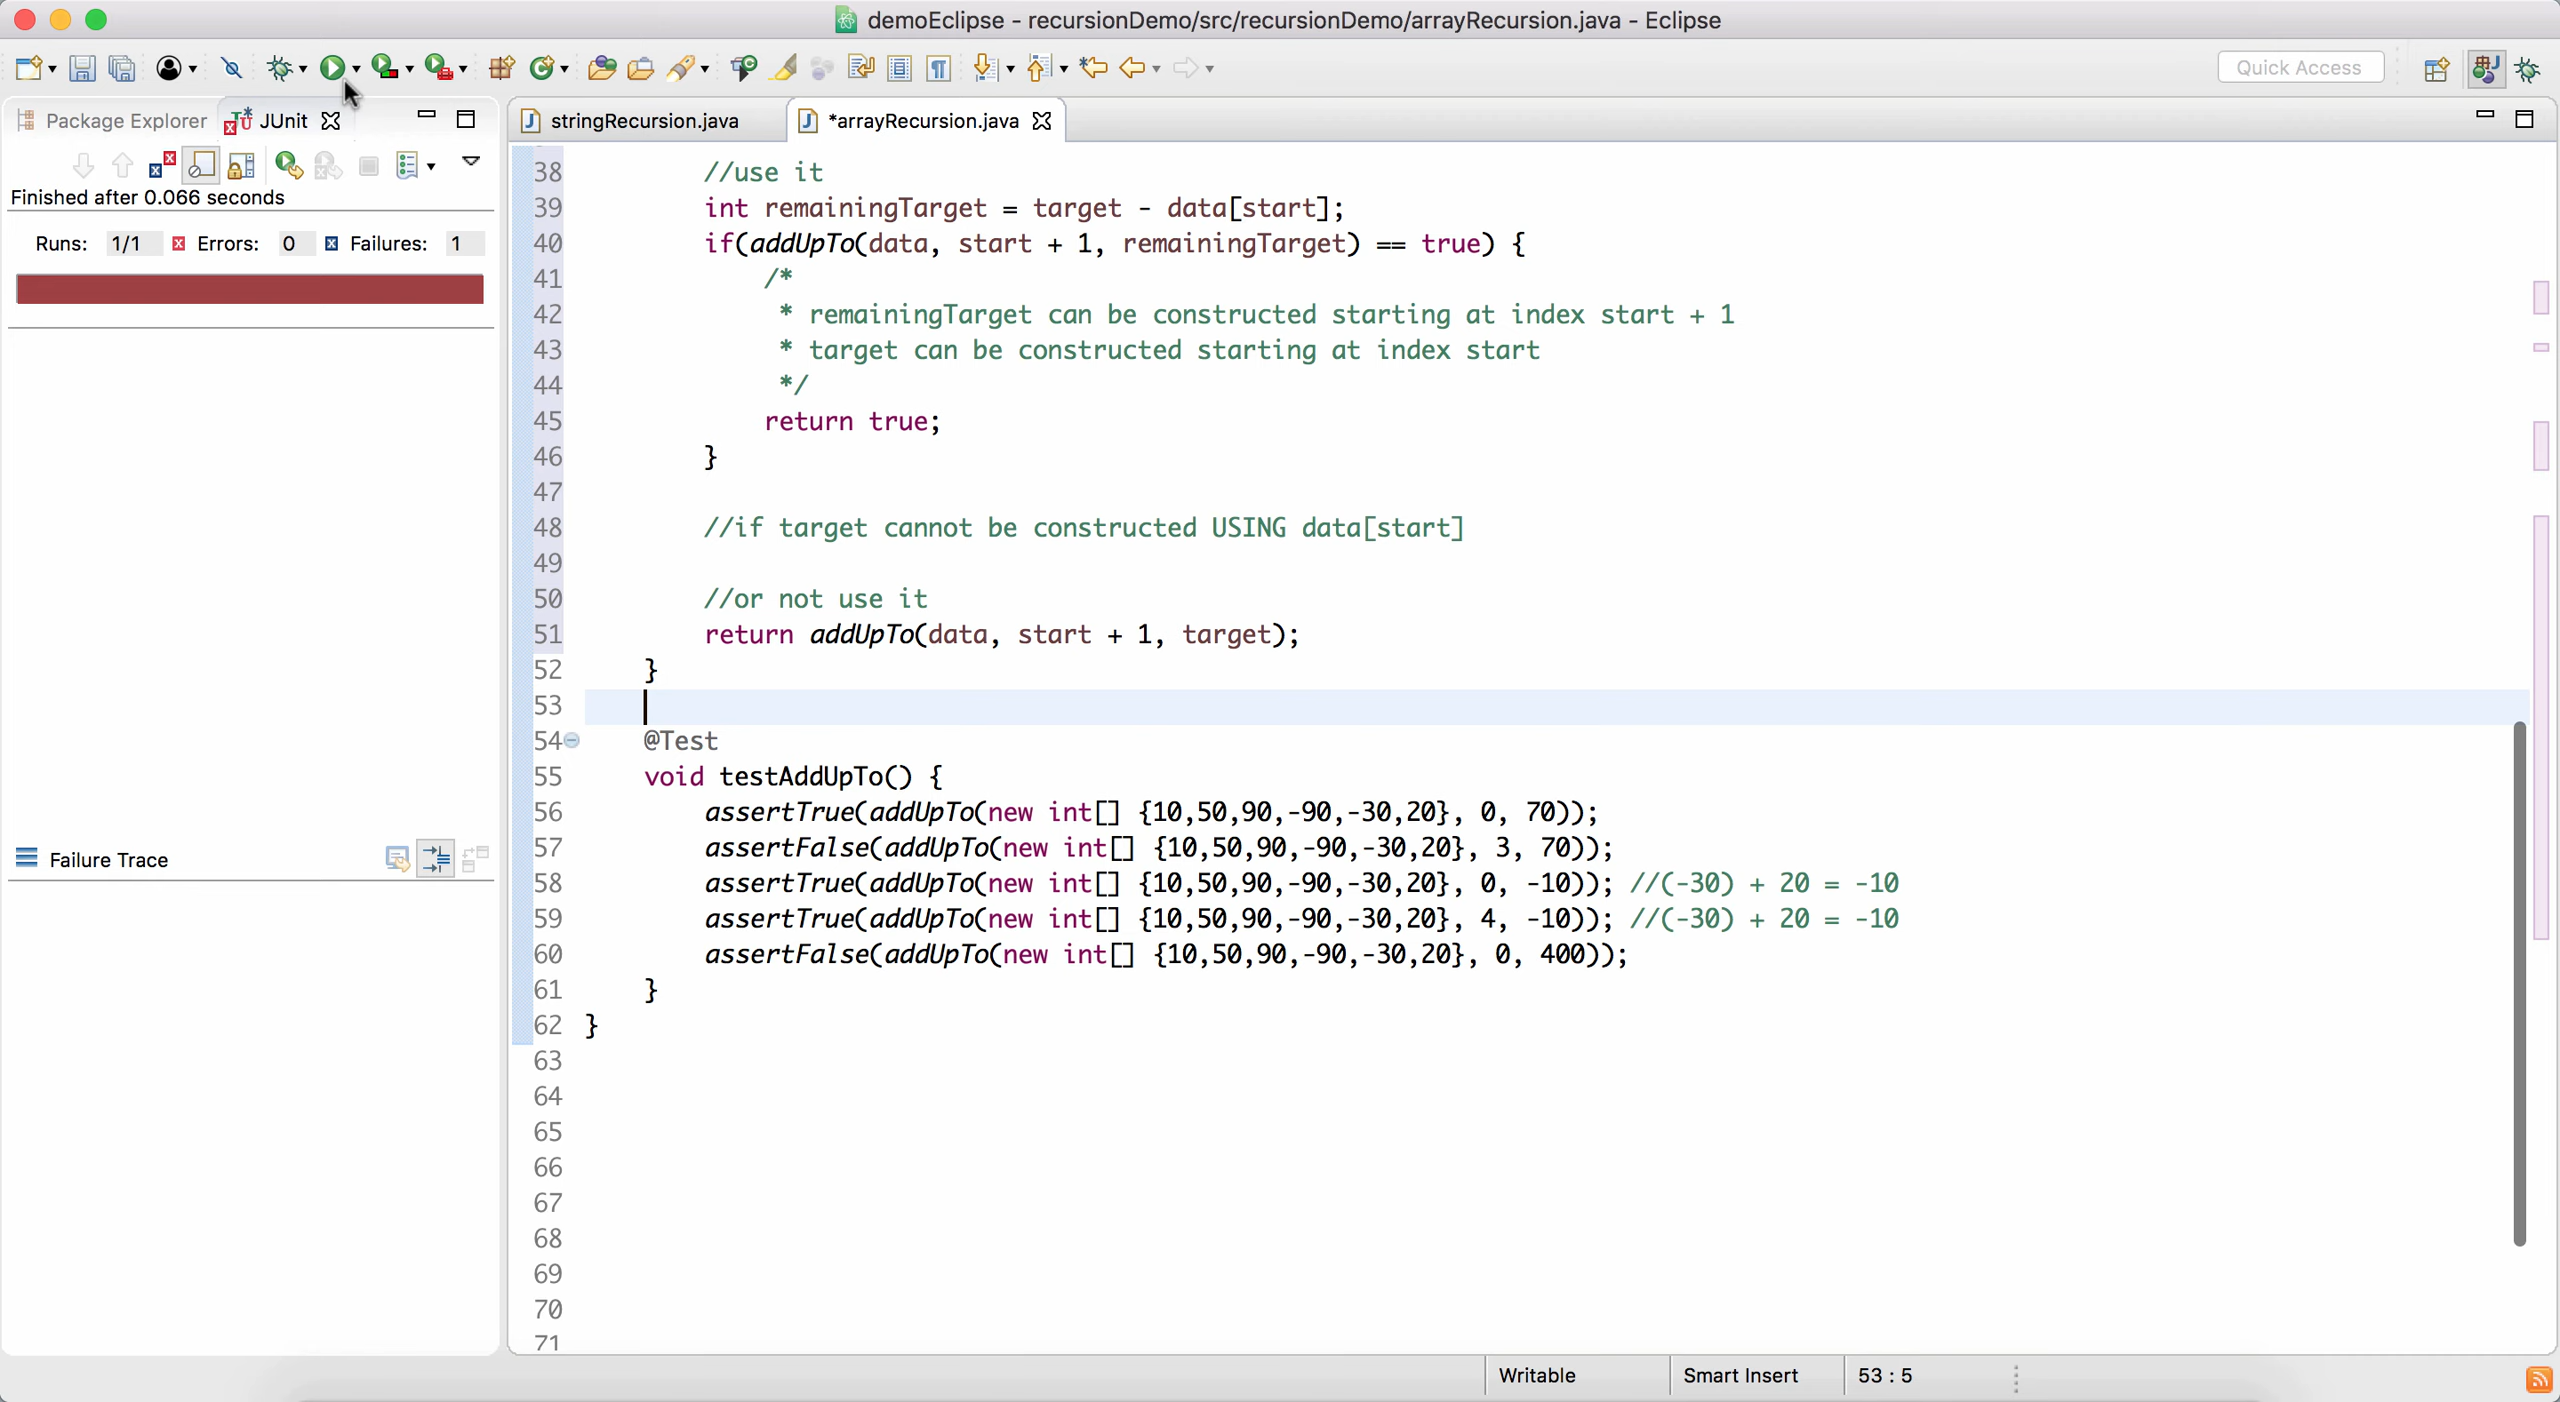 demoEclipse - recursionDemo/src/recursionDemo/arrayRecursion.java - Eclipse
Quick Access
Package Explorer
JUnit
stringRecursion.java
*arrayRecursion.java
Finished after 0.066 seconds
Runs: 1/1 Errors: 0 Failures: 1
Failure Trace
38 //use it
39 int remainingTarget = target - data[start];
40 if(addUpTo(data, start + 1, remainingTarget) == true) {
41 /*
42 * remainingTarget can be constructed starting at index start + 1
43 * target can be constructed starting at index start
44 */
45 return true;
46 }
47
48 //if target cannot be constructed USING data[start]
49
50 //or not use it
51 return addUpTo(data, start + 1, target);
52 }
53
54 @Test
55 void testAddUpTo() {
56 assertTrue(addUpTo(new int[] {10,50,90,-90,-30,20}, 0, 70));
57 assertFalse(addUpTo(new int[] {10,50,90,-90,-30,20}, 3, 70));
58 assertTrue(addUpTo(new int[] {10,50,90,-90,-30,20}, 0, -10)); //(-30) + 20 = -10
59 assertTrue(addUpTo(new int[] {10,50,90,-90,-30,20}, 4, -10)); //(-30) + 20 = -10
60 assertFalse(addUpTo(new int[] {10,50,90,-90,-30,20}, 0, 400));
61 }
62 }
63
64
65
66
67
68
69
70
71
Writable
Smart Insert
53 : 5